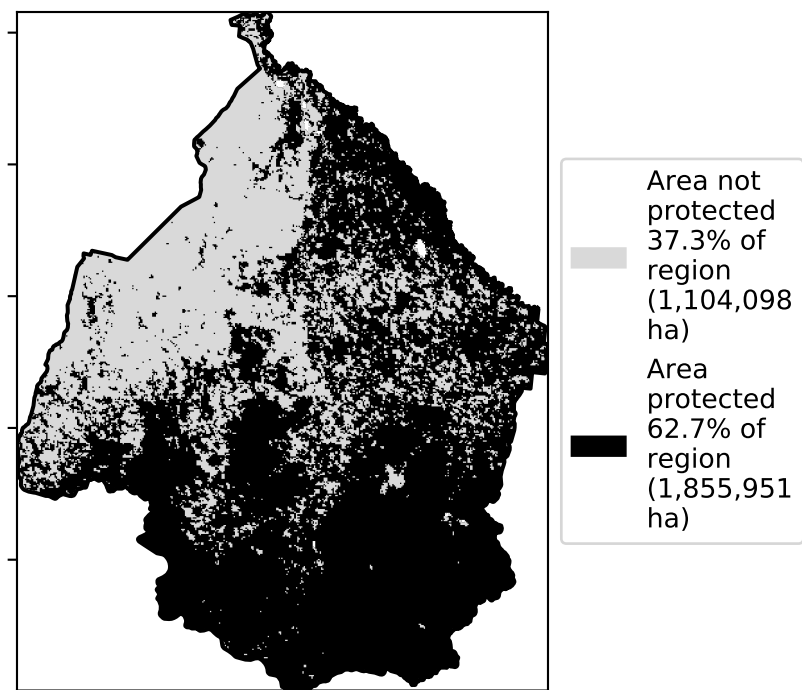 Area not
protected
37.3% of
region
(1,104,098
ha)
Area
protected
62.7% of
region
(1,855,951
ha)